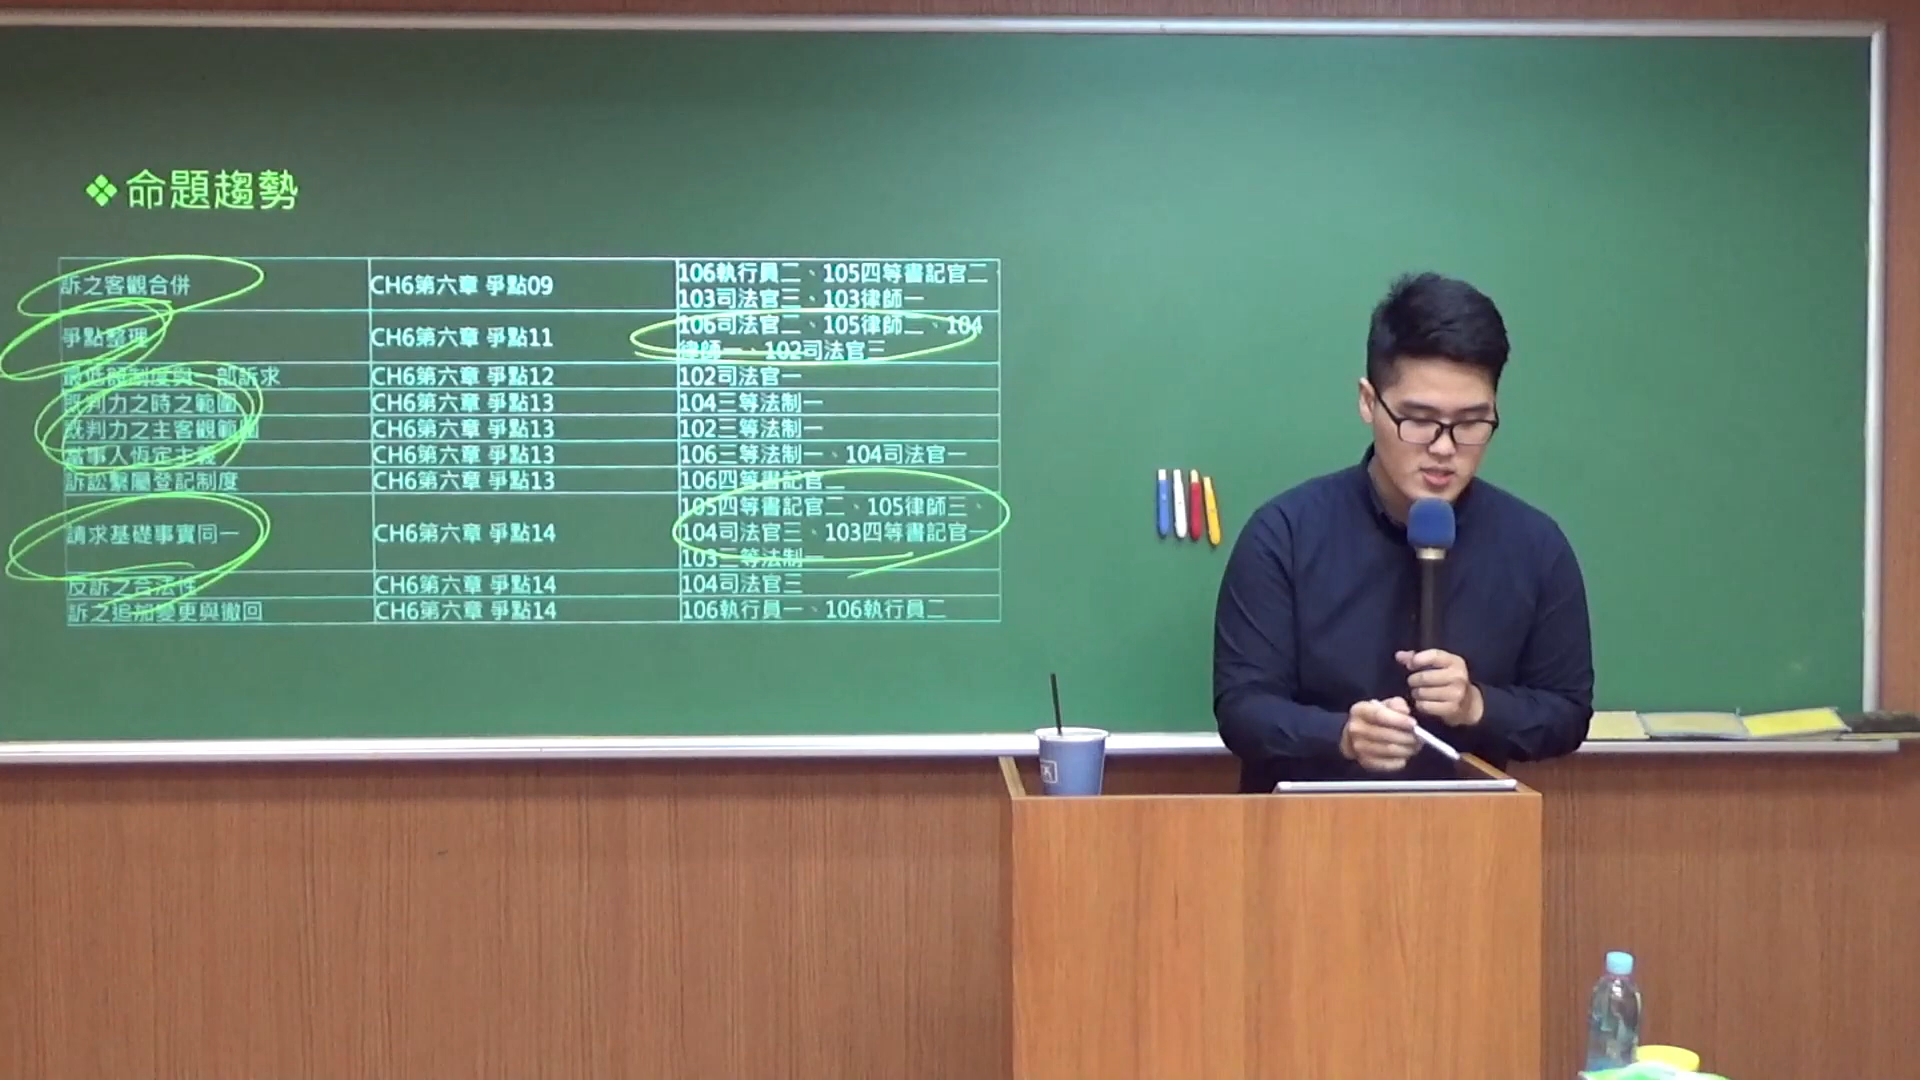 ❖命題趨勢
訴之客觀合併 CH6第六章 爭點09 106執行員二、105四等書記官二
103司法官三、103律師一
爭點整理 CH6第六章 爭點11 106司法官二、105律師二、104
律師一、102司法官三
最低額制度與一部訴求 CH6第六章 爭點12 102司法官一
既判力之時之範圍 CH6第六章 爭點13 104三等法制一
既判力之主客觀範圍 CH6第六章 爭點13 102三等法制一
當事人恆定主義 CH6第六章 爭點13 106三等法制一、104司法官一
訴訟繫屬登記制度 CH6第六章 爭點13 106四等書記官二
請求基礎事實同一 CH6第六章 爭點14 105四等書記官二、105律師三、
104司法官三、103四等書記官一
103三等法制一
反訴之合法性 CH6第六章 爭點14 104司法官三
訴之追加變更與撤回 CH6第六章 爭點14 106執行員一、106執行員二